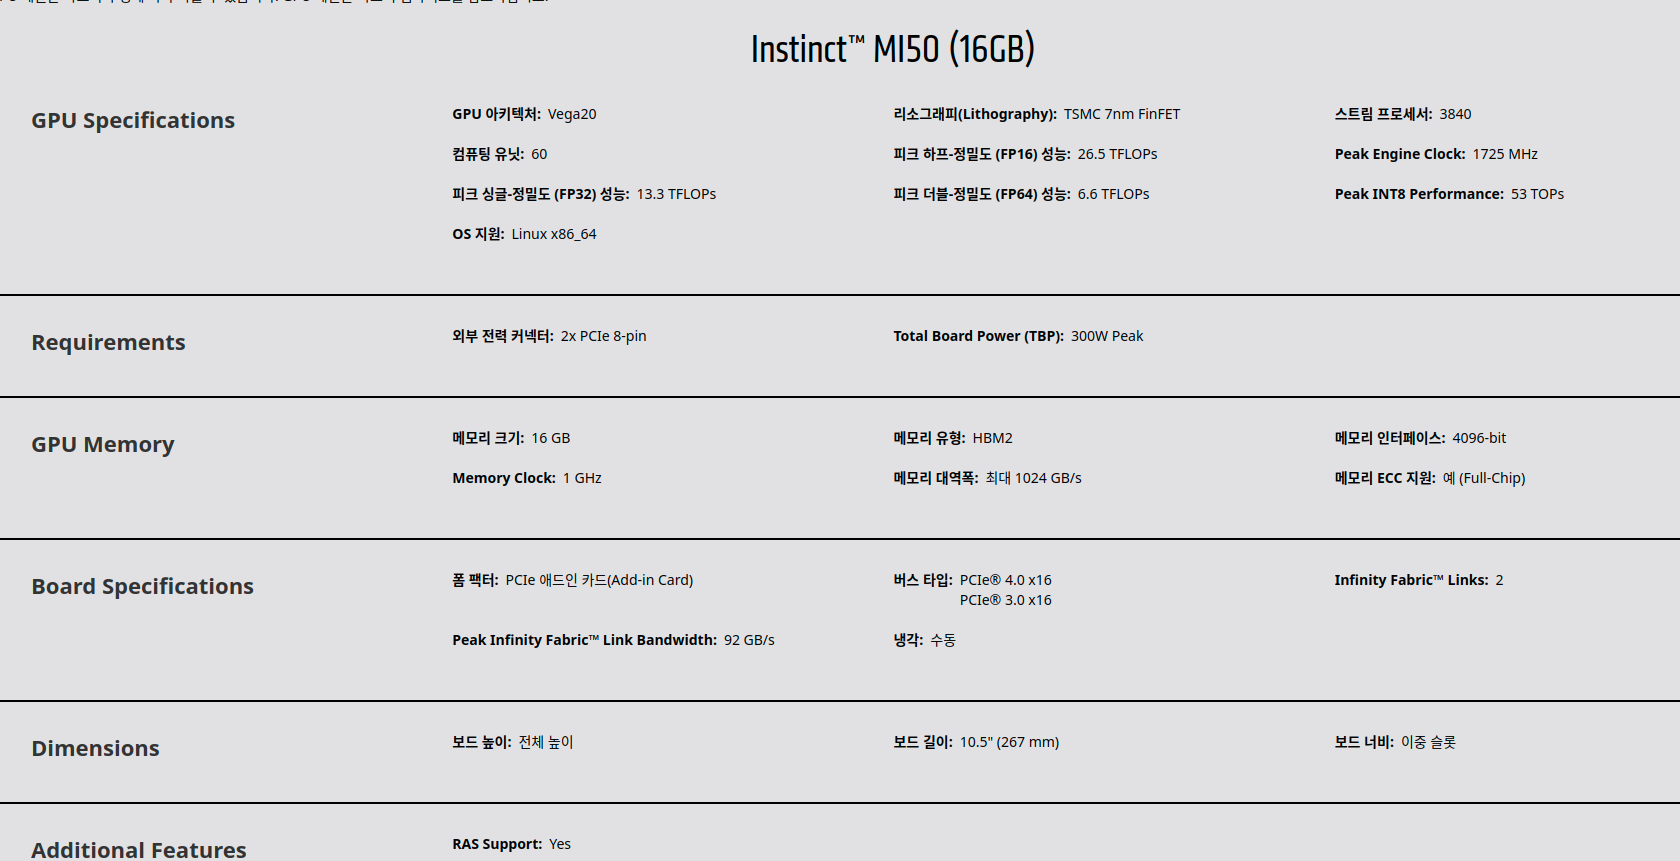 Instinct™ MI50 (16GB)
GPU Specifications
GPU 아키텍처: Vega20
리소그래피(Lithography): TSMC 7nm FinFET
스트림 프로세서: 3840
컴퓨팅 유닛: 60
피크 하프-정밀도 (FP16) 성능: 26.5 TFLOPs
Peak Engine Clock: 1725 MHz
피크 싱글-정밀도 (FP32) 성능: 13.3 TFLOPs
피크 더블-정밀도 (FP64) 성능: 6.6 TFLOPs
Peak INT8 Performance: 53 TOPs
OS 지원: Linux x86_64
Requirements
외부 전력 커넥터: 2x PCIe 8-pin
Total Board Power (TBP): 300W Peak
GPU Memory
메모리 크기: 16 GB
메모리 유형: HBM2
메모리 인터페이스: 4096-bit
Memory Clock: 1 GHz
메모리 대역폭: 최대 1024 GB/s
메모리 ECC 지원: 예 (Full-Chip)
Board Specifications
폼 팩터: PCIe 애드인 카드(Add-in Card)
버스 타입: PCIe® 4.0 x16
PCIe® 3.0 x16
Infinity Fabric™ Links: 2
Peak Infinity Fabric™ Link Bandwidth: 92 GB/s
냉각: 수동
Dimensions
보드 높이: 전체 높이
보드 길이: 10.5" (267 mm)
보드 너비: 이중 슬롯
Additional Features
RAS Support: Yes